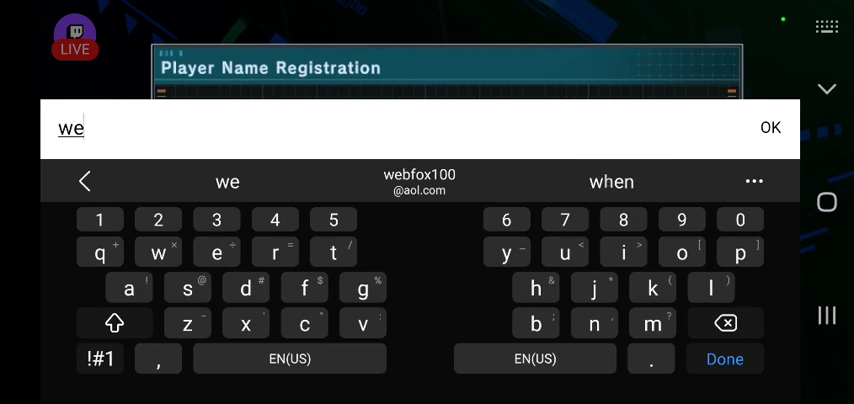 LIVE
Player Name Registration
we
OK
we
webfox100
@aol.com
when
1 2 3 4 5 6 7 8 9 0
q + w × e ÷ r = t / y _ u < i > o [ p ]
a ! s @ d # f $ g % h & j * k ( l )
z - x ' c " v : b ; n , m ?
!#1 , EN(US) EN(US) . Done